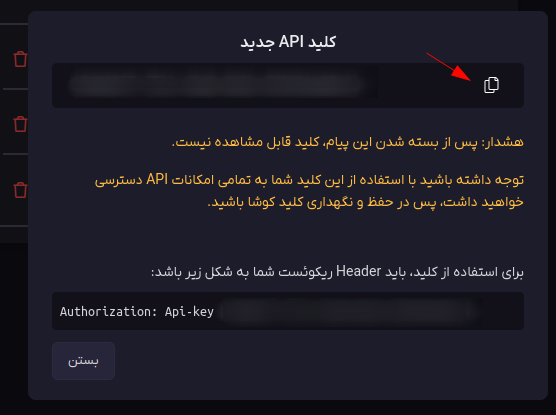 کلید API جدید
هشدار: پس از بسته شدن این پیام، کلید قابل مشاهده نیست.
توجه داشته باشید با استفاده از این کلید شما به تمامی امکانات API دسترسی
خواهید داشت، پس در حفظ و نگهداری کلید کوشا باشید.
برای استفاده از کلید، باید Header ریکوئست شما به شکل زیر باشد:
Authorization: Api-key
بستن